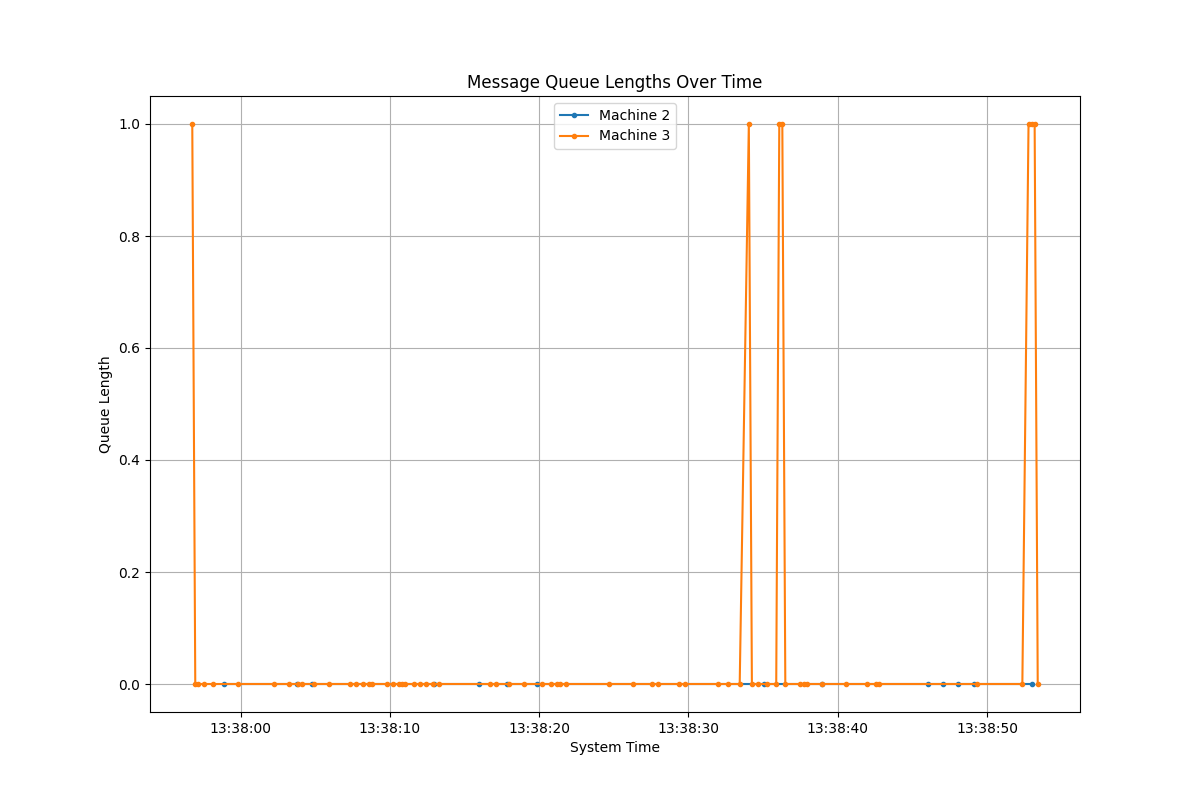 Message Queue Lengths Over Time
Machine 2
Machine 3
Queue Length
1.0
0.8
0.6
0.4
0.2
0.0
13:38:00
13:38:10
13:38:20
13:38:30
13:38:40
13:38:50
System Time